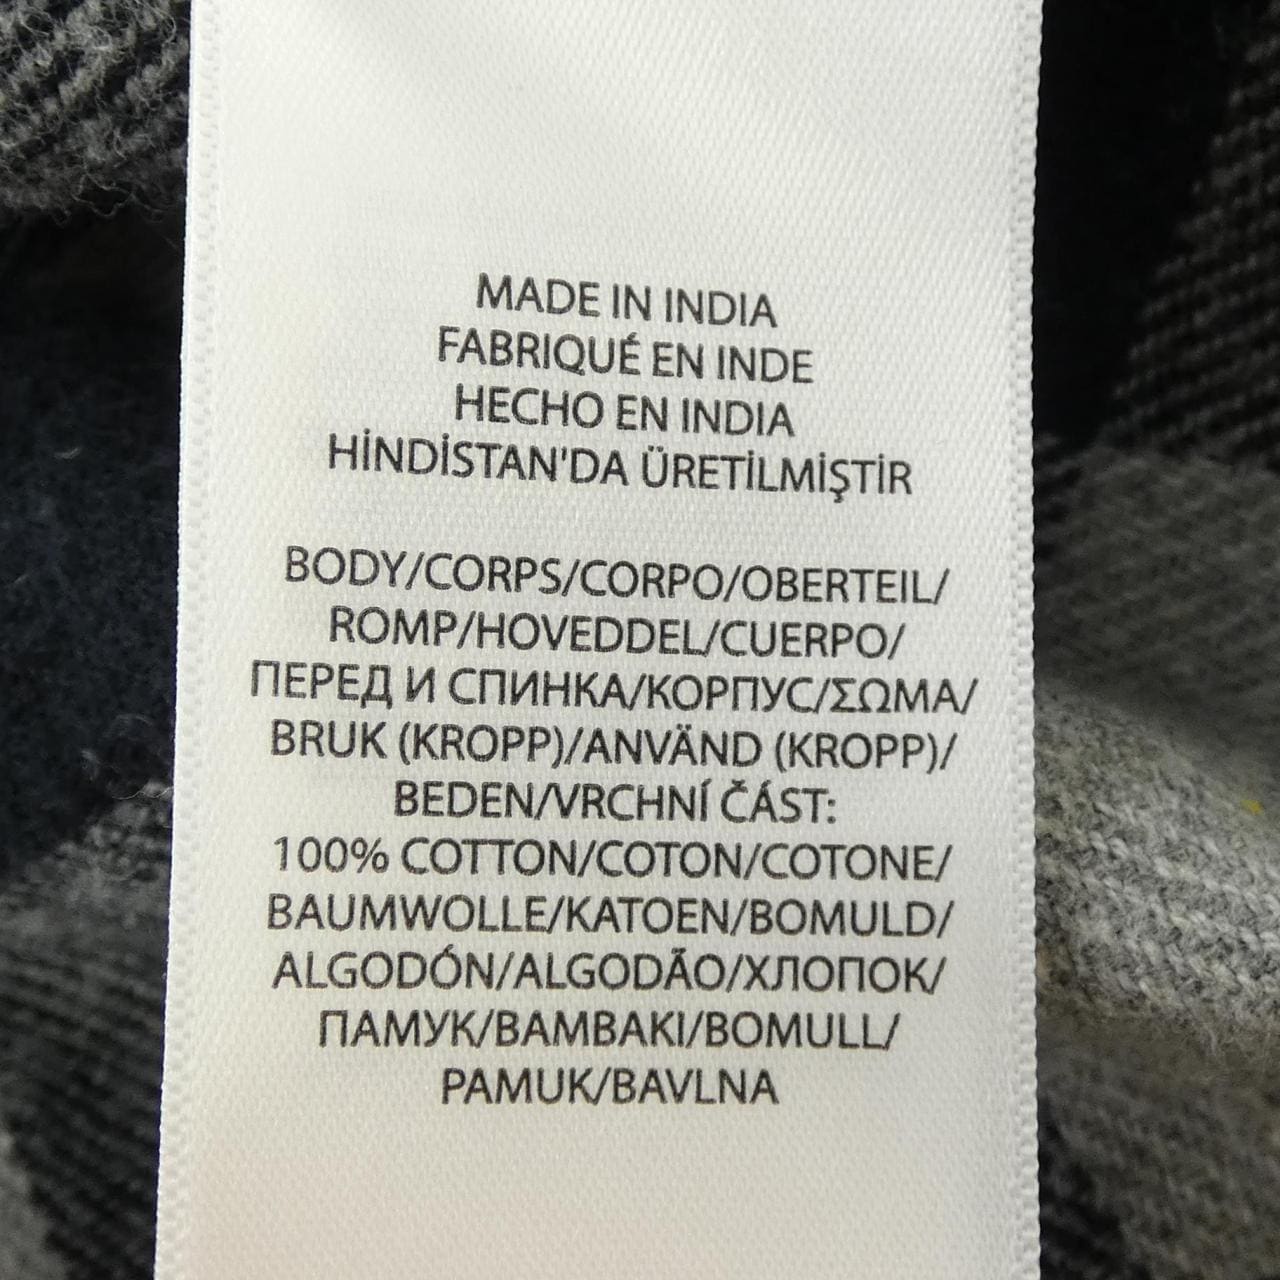 MADE IN INDIA
FABRIQUÉ EN INDE
HECHO EN INDIA
HİNDİSTAN'DA ÜRETİLMİŞTİR
BODY/CORPS/CORPO/OBERTEIL/
ROMP/HOVEDDEL/CUERPO/
ПЕРЕД И СПИНКА/КОРПУС/ΣΩΜΑ/
BRUK (KROPP)/ANVÄND (KROPP)/
BEDEN/VRCHNÍ ČÁST:
100% COTTON/COTON/COTONE/
BAUMWOLLE/KATOEN/BOMULD/
ALGODÓN/ALGODÃO/ХЛОПОК/
ПАМУК/ΒΑΜΒΑΚΙ/BOMULL/
PAMUK/BAVLNA